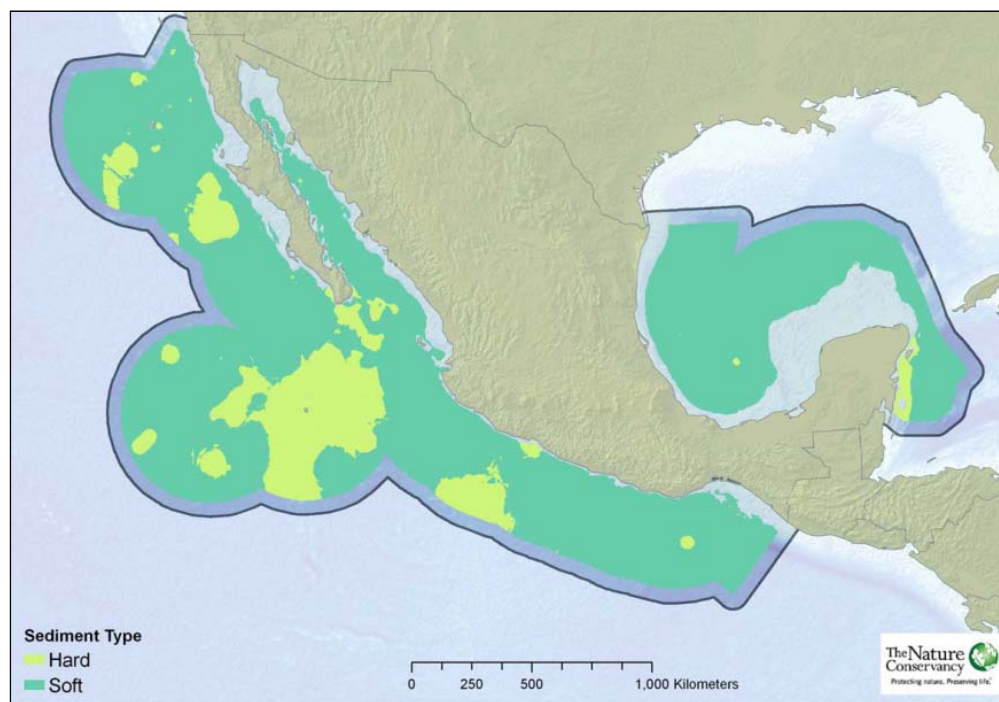 Sediment Type
Hard
Soft
0 250 500 1,000 Kilometers
The Nature
Conservancy
Protecting nature. Preserving life.